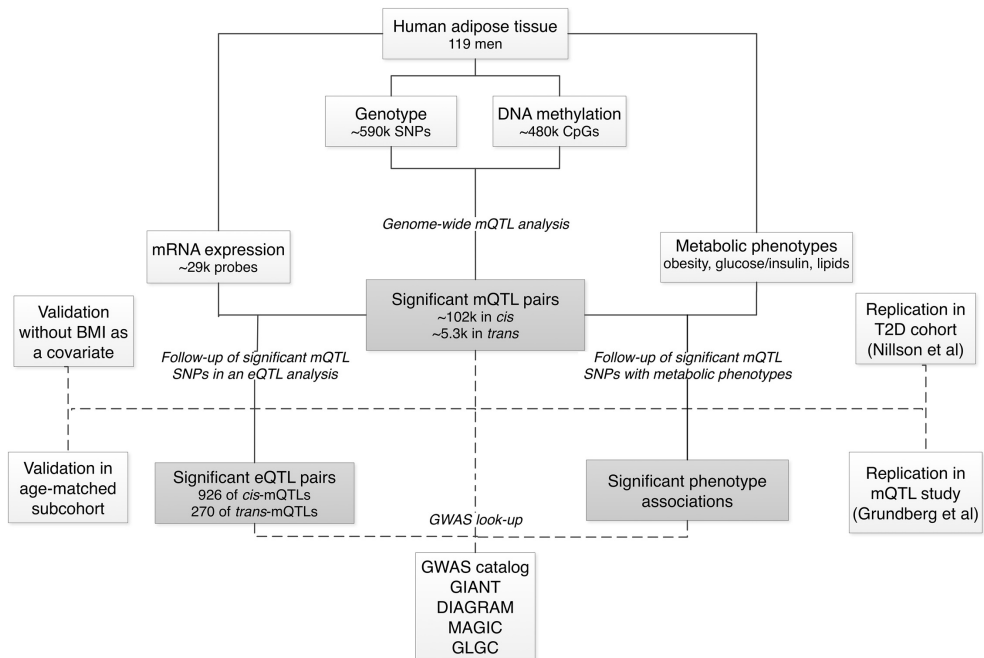 Human adipose tissue
119 men
Genotype
~590k SNPs
DNA methylation
~480k CpGs
Genome-wide mQTL analysis
mRNA expression
~29k probes
Metabolic phenotypes
obesity, glucose/insulin, lipids
Significant mQTL pairs
~102k in cis
~5.3k in trans
Validation
without BMI as
a covariate
Replication in
T2D cohort
(Nillson et al)
Follow-up of significant mQTL
SNPs in an eQTL analysis
Follow-up of significant mQTL
SNPs with metabolic phenotypes
Validation in
age-matched
subcohort
Significant eQTL pairs
926 of cis-mQTLs
270 of trans-mQTLs
Significant phenotype
associations
Replication in
mQTL study
(Grundberg et al)
GWAS look-up
GWAS catalog
GIANT
DIAGRAM
MAGIC
GLGC